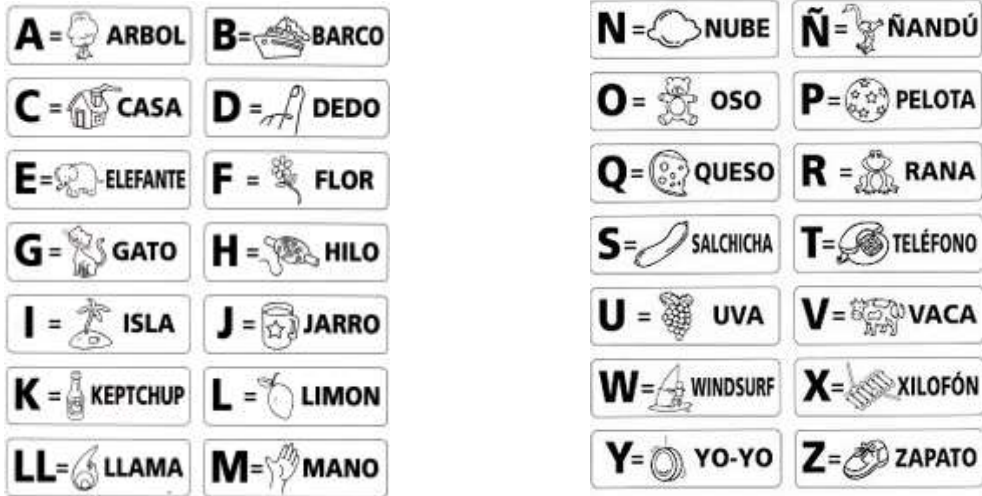 A = ARBOL
B = BARCO
C = CASA
D = DEDO
E = ELEFANTE
F = FLOR
G = GATO
H = HILO
I = ISLA
J = JARRO
K = KEPTCHUP
L = LIMON
LL = LLAMA
M = MANO
N = NUBE
Ñ = ÑANDÚ
O = OSO
P = PELOTA
Q = QUESO
R = RANA
S = SALCHICHA
T = TELÉFONO
U = UVA
V = VACA
W = WINDSURF
X = XILOFÓN
Y = YO-YO
Z = ZAPATO